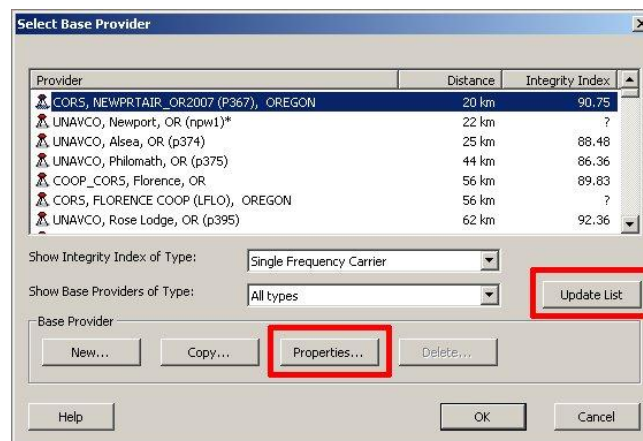 Select Base Provider
Provider Distance Integrity Index
CORS, NEWPRTAIR_OR2007 (P367), OREGON 20 km 90.75
UNAVCO, Newport, OR (npw1)* 22 km ?
UNAVCO, Alsea, OR (p374) 25 km 88.48
UNAVCO, Philomath, OR (p375) 44 km 86.36
COOP_CORS, Florence, OR 56 km 89.83
CORS, FLORENCE COOP (LFLO), OREGON 56 km ?
UNAVCO, Rose Lodge, OR (p395) 62 km 92.36
Show Integrity Index of Type: Single Frequency Carrier
Show Base Providers of Type: All types Update List
Base Provider
New... Copy... Properties... Delete...
Help OK Cancel